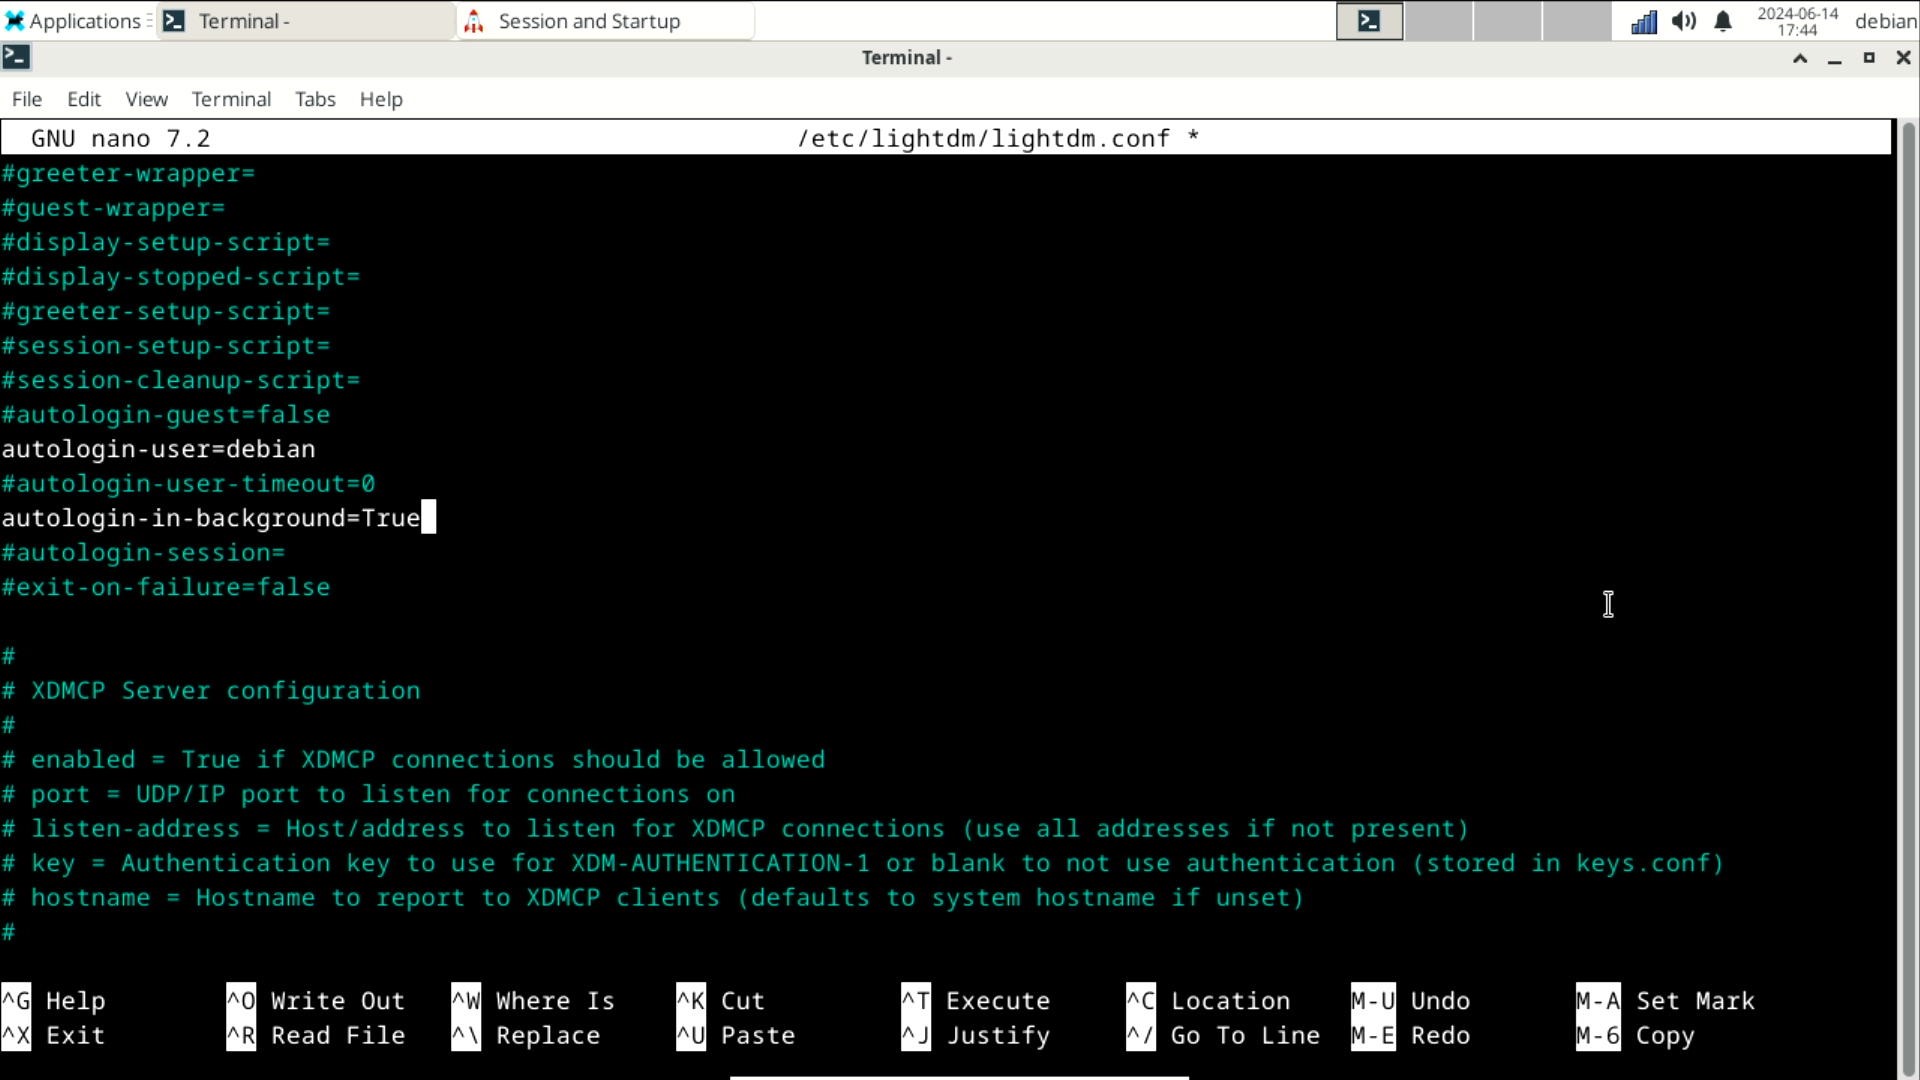 Applications
Terminal -
Session and Startup
2024-06-14
17:44
debian
Terminal -
File Edit View Terminal Tabs Help
GNU nano 7.2 /etc/lightdm/lightdm.conf *
#greeter-wrapper=
#guest-wrapper=
#display-setup-script=
#display-stopped-script=
#greeter-setup-script=
#session-setup-script=
#session-cleanup-script=
#autologin-guest=false
autologin-user=debian
#autologin-user-timeout=0
autologin-in-background=True
#autologin-session=
#exit-on-failure=false
#
# XDMCP Server configuration
#
# enabled = True if XDMCP connections should be allowed
# port = UDP/IP port to listen for connections on
# listen-address = Host/address to listen for XDMCP connections (use all addresses if not present)
# key = Authentication key to use for XDM-AUTHENTICATION-1 or blank to not use authentication (stored in keys.conf)
# hostname = Hostname to report to XDMCP clients (defaults to system hostname if unset)
#
^G Help ^O Write Out ^W Where Is ^K Cut ^T Execute ^C Location M-U Undo M-A Set Mark
^X Exit ^R Read File ^\ Replace ^U Paste ^J Justify ^/ Go To Line M-E Redo M-6 Copy